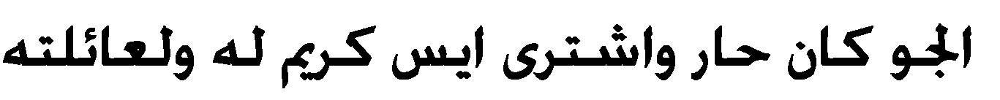 الجو كان حار واشترى ايس كريم له ولعائلته